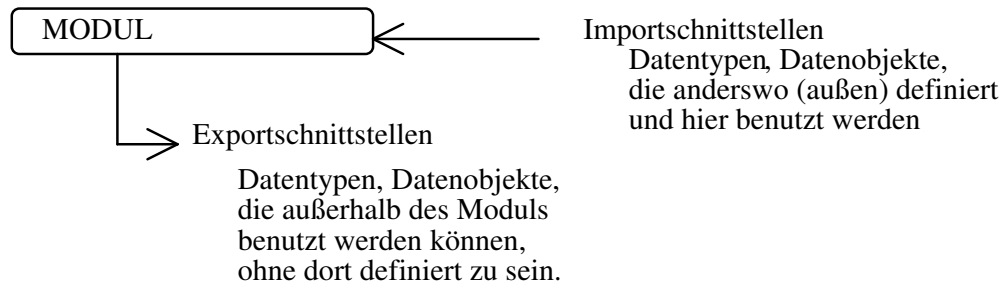 MODUL
Importschnittstellen
Datentypen, Datenobjekte,
die anderswo (außen) definiert
und hier benutzt werden
Exportschnittstellen
Datentypen, Datenobjekte,
die außerhalb des Moduls
benutzt werden können,
ohne dort definiert zu sein.